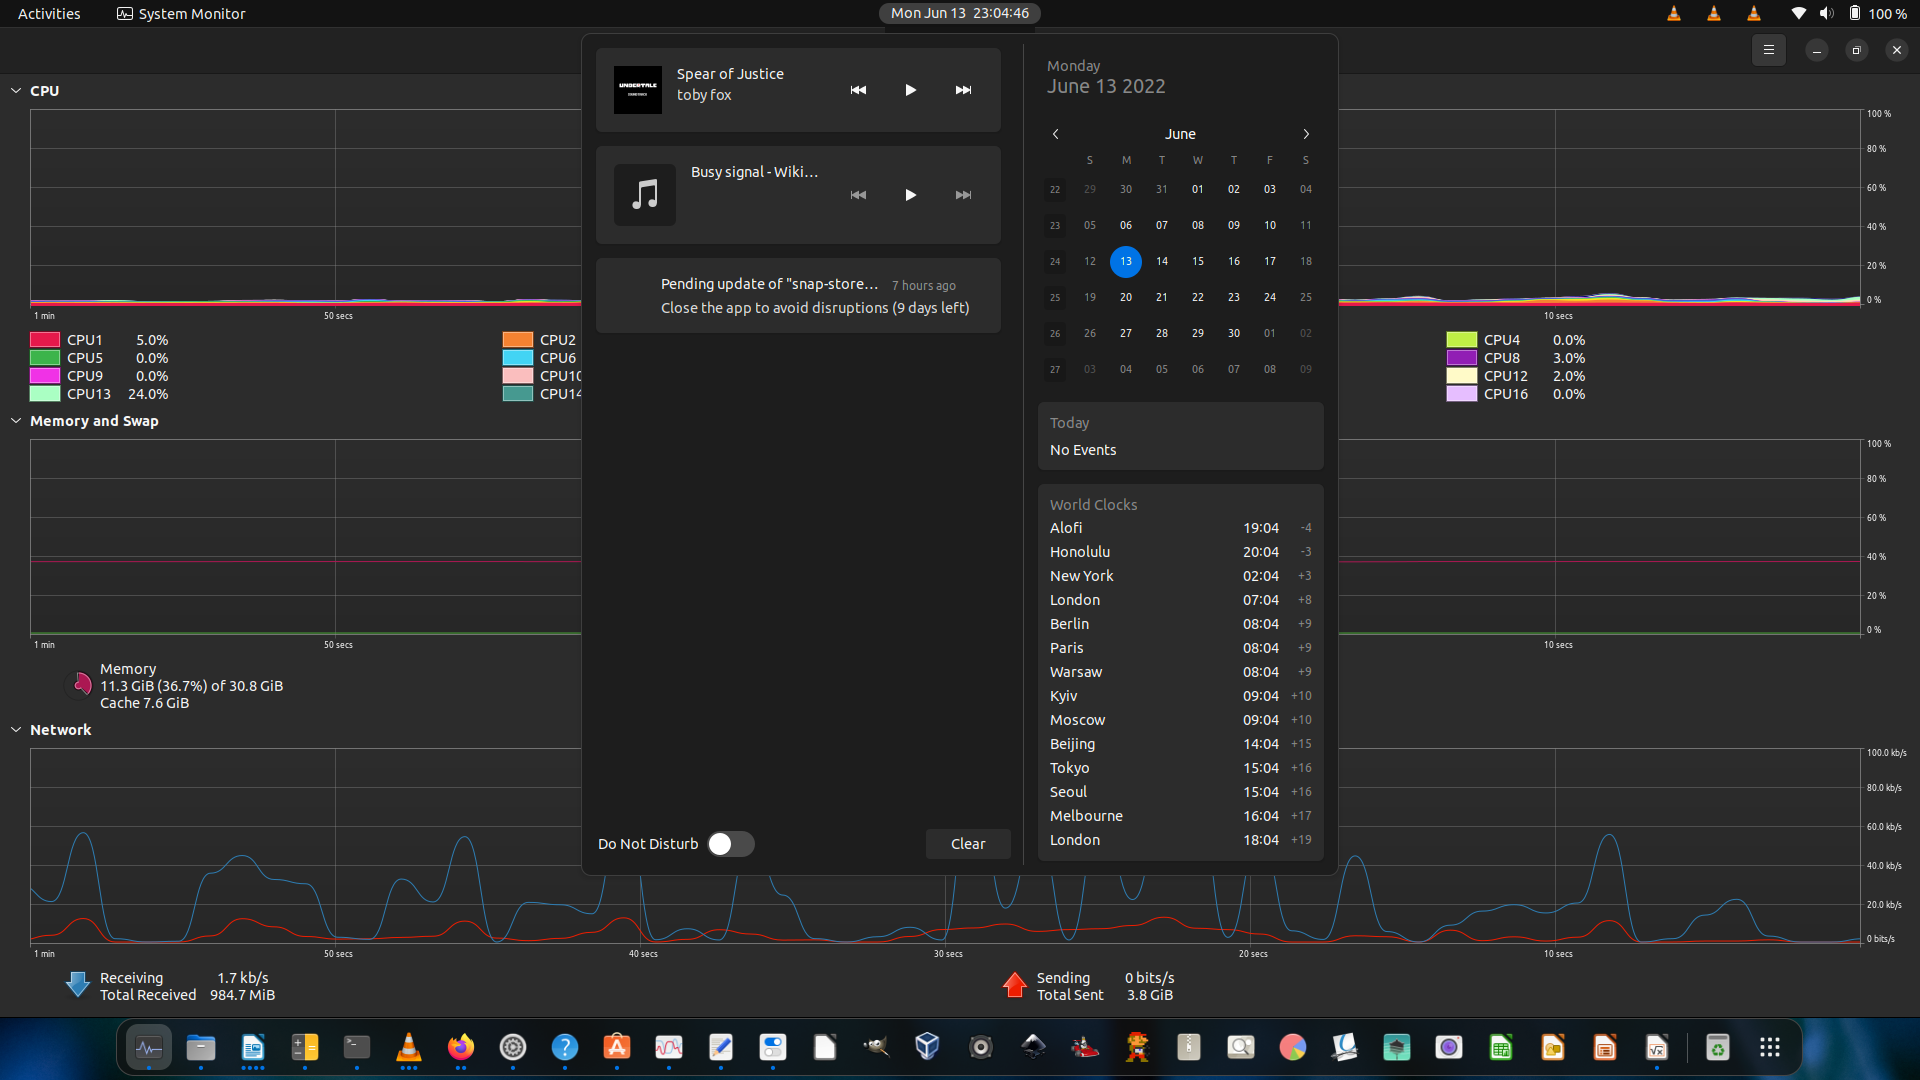 Activities
System Monitor
Mon Jun 13  23:04:46
100 %
CPU
100 %
80 %
60 %
40 %
20 %
0 %
1 min
50 secs
10 secs
CPU1 5.0%
CPU2
CPU4 0.0%
CPU5 0.0%
CPU6
CPU8 3.0%
CPU9 0.0%
CPU10
CPU12 2.0%
CPU13 24.0%
CPU14
CPU16 0.0%
Memory and Swap
100 %
80 %
60 %
40 %
20 %
0 %
1 min
50 secs
10 secs
Memory
11.3 GiB (36.7%) of 30.8 GiB
Cache 7.6 GiB
Network
100.0 kb/s
80.0 kb/s
60.0 kb/s
40.0 kb/s
20.0 kb/s
0 bits/s
1 min
50 secs
40 secs
30 secs
20 secs
10 secs
Receiving 1.7 kb/s
Total Received 984.7 MiB
Sending 0 bits/s
Total Sent 3.8 GiB
UNDERTALE
Spear of Justice
toby fox
Busy signal - Wiki…
Pending update of "snap-store… 7 hours ago
Close the app to avoid disruptions (9 days left)
Do Not Disturb
Clear
Monday
June 13 2022
June
S M T W T F S
22 29 30 31 01 02 03 04
23 05 06 07 08 09 10 11
24 12 13 14 15 16 17 18
25 19 20 21 22 23 24 25
26 26 27 28 29 30 01 02
27 03 04 05 06 07 08 09
Today
No Events
World Clocks
Alofi 19:04 -4
Honolulu 20:04 -3
New York 02:04 +3
London 07:04 +8
Berlin 08:04 +9
Paris 08:04 +9
Warsaw 08:04 +9
Kyiv 09:04 +10
Moscow 09:04 +10
Beijing 14:04 +15
Tokyo 15:04 +16
Seoul 15:04 +16
Melbourne 16:04 +17
London 18:04 +19